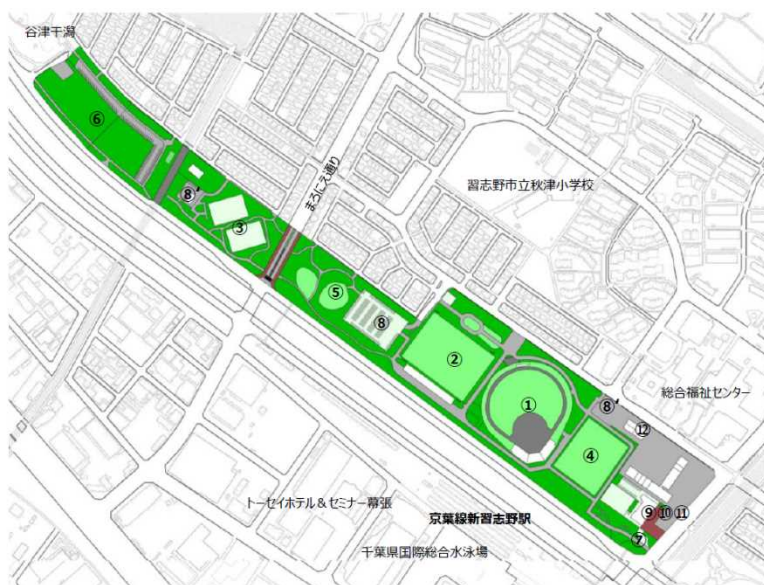 谷津干潟
⑥
まろにえ通り
習志野市立秋津小学校
⑧
③
⑤
⑧
②
①
総合福祉センター
⑧
⑫
④
トーセイホテル＆セミナー幕張
京葉線新習志野駅
⑨⑩⑪
⑦
千葉県国際総合水泳場